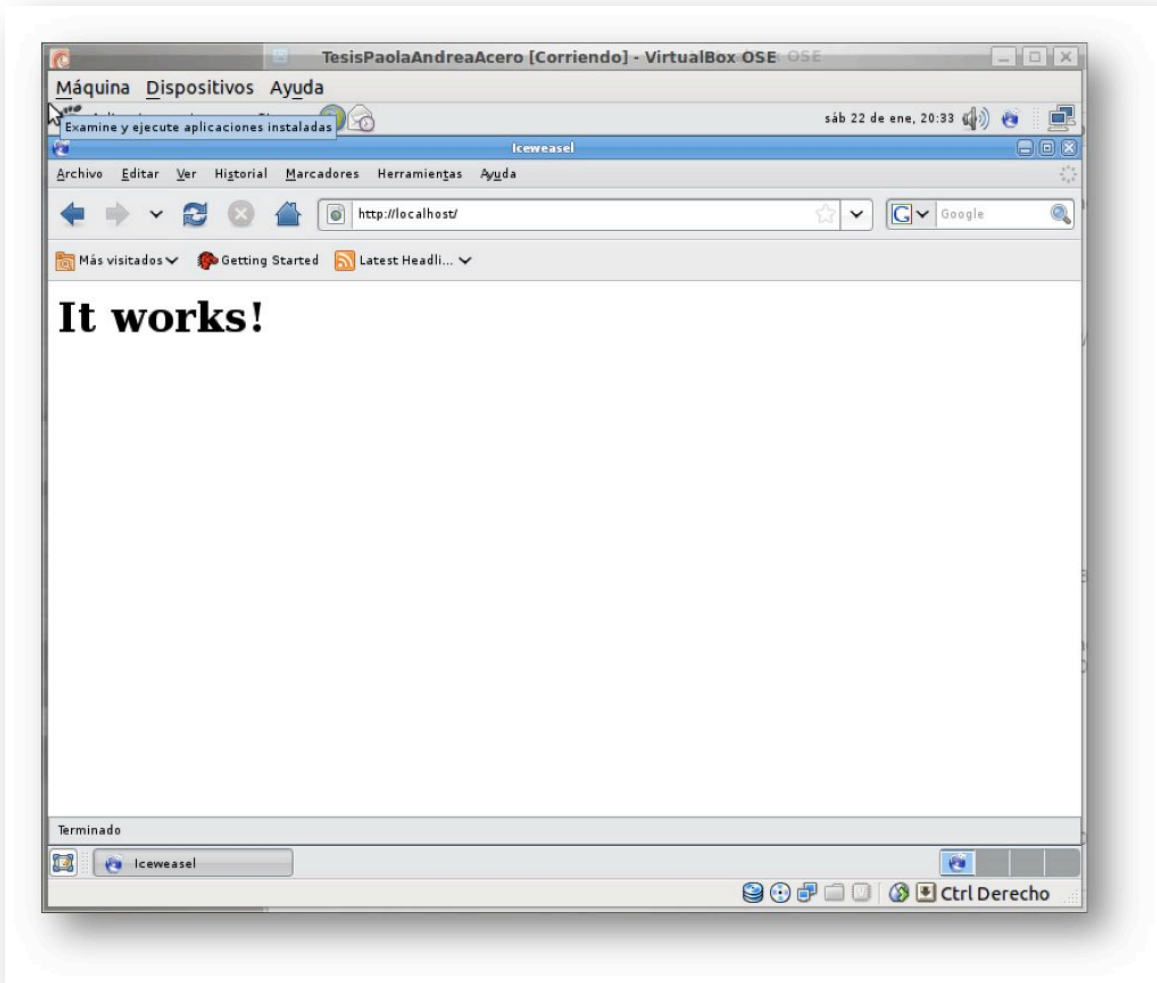 TesisPaolaAndreaAcero [Corriendo] - VirtualBox OSE
Máquina Dispositivos Ayuda
Examine y ejecute aplicaciones instaladas
sáb 22 de ene, 20:33
Iceweasel
Archivo Editar Ver Historial Marcadores Herramientas Ayuda
http://localhost/
Google
Más visitados Getting Started Latest Headli...
It works!
Terminado
Iceweasel
Ctrl Derecho